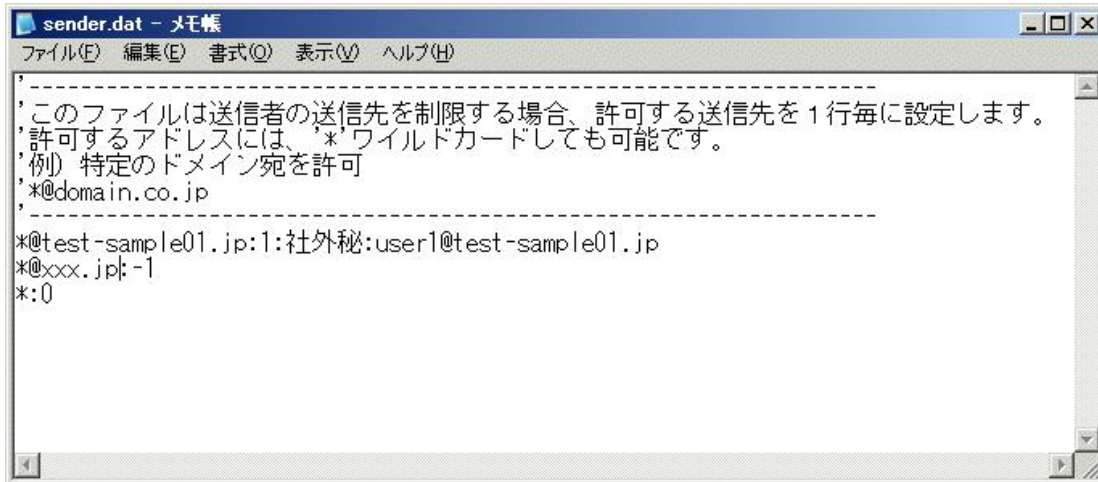 sender.dat - メモ帳
ファイル(F) 編集(E) 書式(O) 表示(V) ヘルプ(H)
'---------------------------------------------------------------
'このファイルは送信者の送信先を制限する場合、許可する送信先を１行毎に設定します。
'許可するアドレスには、'*'ワイルドカードしても可能です。
'例）特定のドメイン宛を許可
'*@domain.co.jp
'---------------------------------------------------------------
*@test-sample01.jp:1:社外秘:user1@test-sample01.jp
*@xxx.jp:-1
*:0